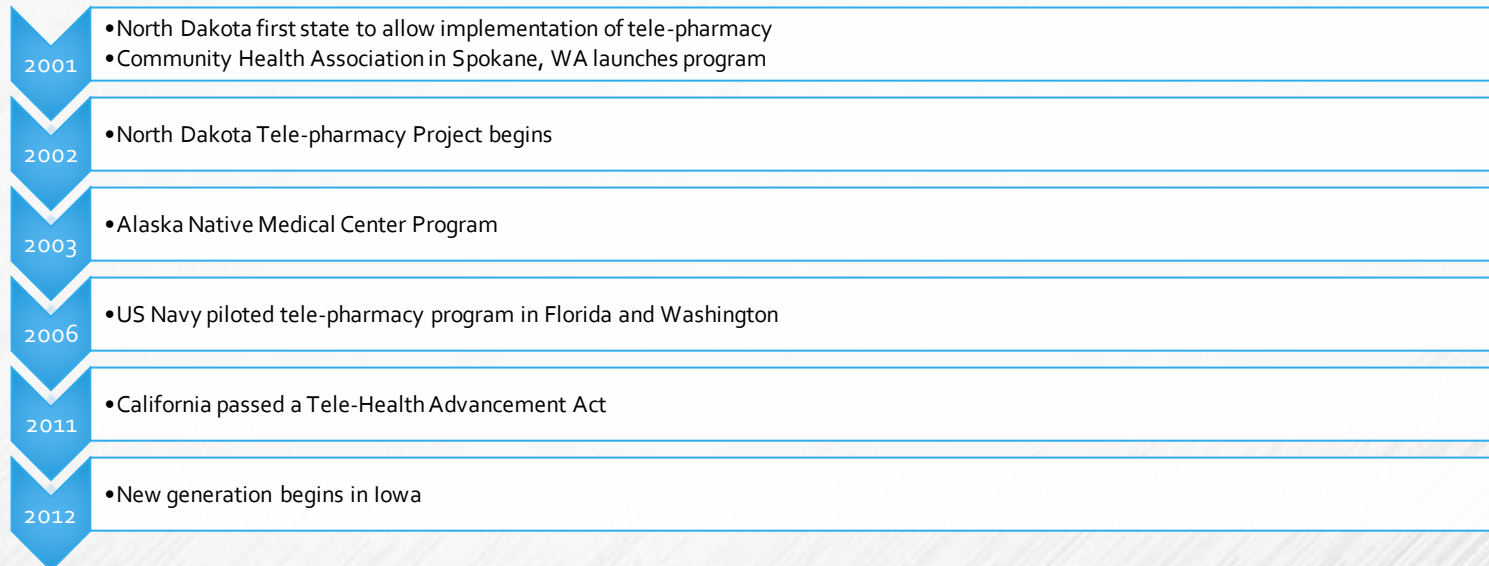 2001
•North Dakota first state to allow implementation of tele-pharmacy
•Community Health Association in Spokane, WA launches program
2002
•North Dakota Tele-pharmacy Project begins
2003
•Alaska Native Medical Center Program
2006
•US Navy piloted tele-pharmacy program in Florida and Washington
2011
•California passed a Tele-Health Advancement Act
2012
•New generation begins in Iowa